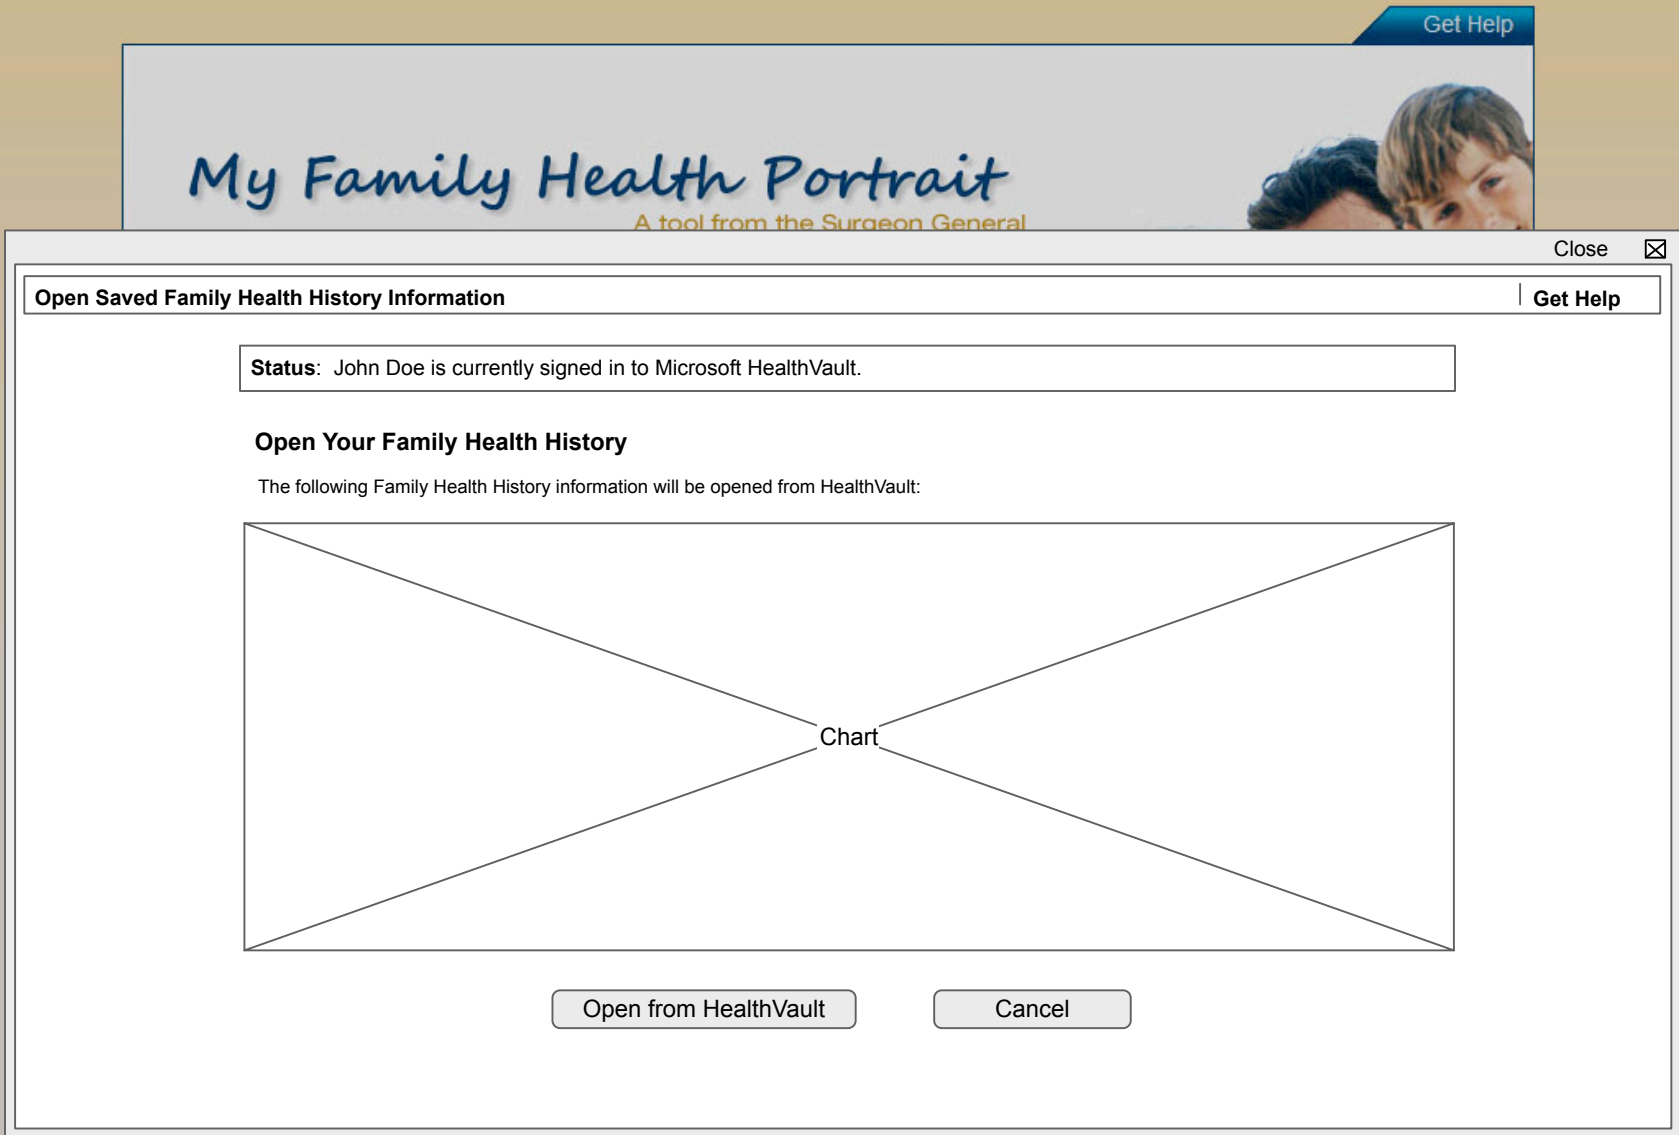 Get Help
My Family Health Portrait
A tool from the Surgeon General
Close
Open Saved Family Health History Information
Get Help
Status: John Doe is currently signed in to Microsoft HealthVault.
Open Your Family Health History
The following Family Health History information will be opened from HealthVault:
Chart
Open from HealthVault
Cancel